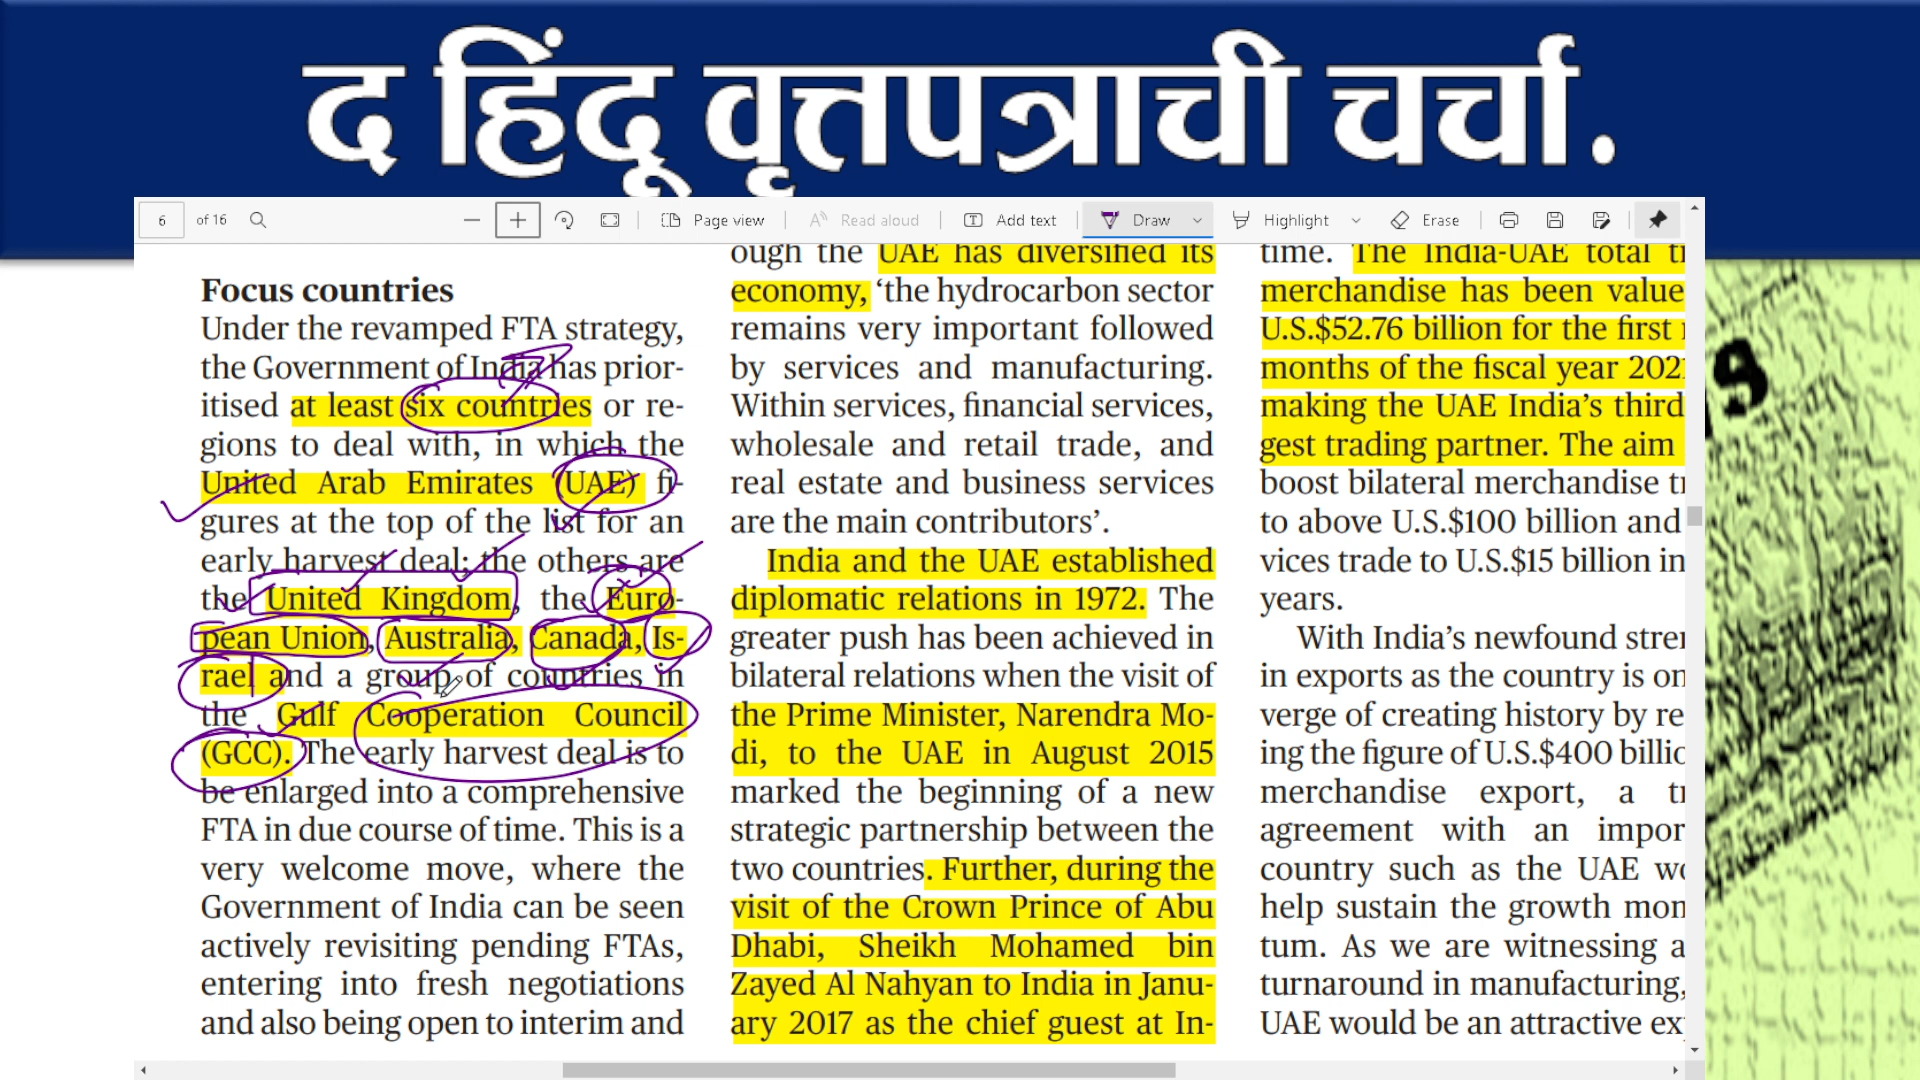 द हिंदू वृत्तपत्राची चर्चा.
6 of 16 Page view Read aloud Add text Draw Highlight Erase
Focus countries
Under the revamped FTA strategy,
the Government of India has prior-
itised at least six countries or re-
gions to deal with, in which the
United Arab Emirates (UAE) fi-
gures at the top of the list for an
early harvest deal; the others are
the United Kingdom, the Euro-
pean Union, Australia, Canada, Is-
rael and a group of countries in
the Gulf Cooperation Council
(GCC). The early harvest deal is to
be enlarged into a comprehensive
FTA in due course of time. This is a
very welcome move, where the
Government of India can be seen
actively revisiting pending FTAs,
entering into fresh negotiations
and also being open to interim and
ough the UAE has diversified its
economy, ‘the hydrocarbon sector
remains very important followed
by services and manufacturing.
Within services, financial services,
wholesale and retail trade, and
real estate and business services
are the main contributors’.
India and the UAE established
diplomatic relations in 1972. The
greater push has been achieved in
bilateral relations when the visit of
the Prime Minister, Narendra Mo-
di, to the UAE in August 2015
marked the beginning of a new
strategic partnership between the
two countries. Further, during the
visit of the Crown Prince of Abu
Dhabi, Sheikh Mohamed bin
Zayed Al Nahyan to India in Janu-
ary 2017 as the chief guest at In-
time. The India-UAE total
merchandise has been value
U.S.$52.76 billion for the first
months of the fiscal year 202
making the UAE India’s third
gest trading partner. The aim
boost bilateral merchandise
to above U.S.$100 billion and
vices trade to U.S.$15 billion in
years.
With India’s newfound
in exports as the country is
verge of creating history by re
ing the figure of U.S.$400
merchandise export, a
agreement with an impor
country such as the UAE
help sustain the growth
tum. As we are witnessing a
turnaround in manufacturing,
UAE would be an attractive